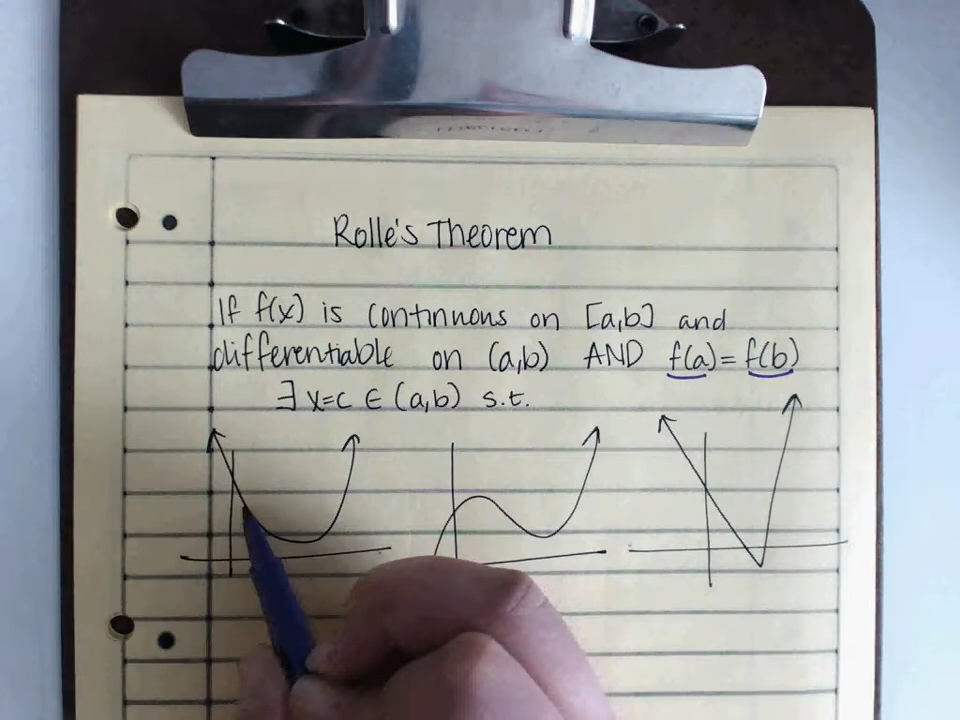 Rolle's Theorem
If f(x) is continuous on [a,b] and
differentiable on (a,b) AND f(a) = f(b)
∃ x=c ∈ (a,b) s.t.